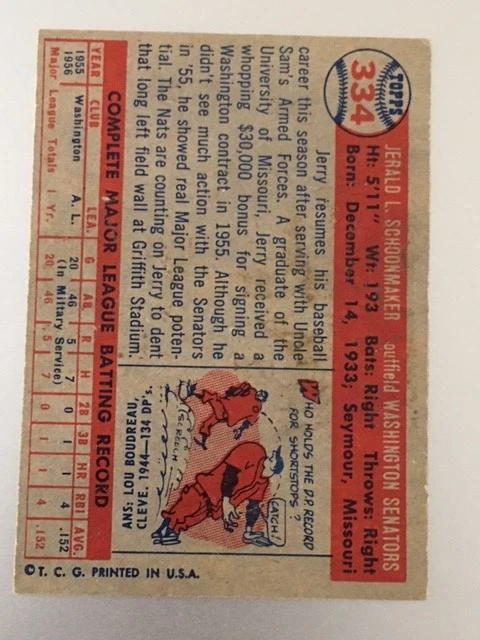 TOPPS
334
JERALD L. SCHOONMAKER outfield WASHINGTON SENATORS
Ht: 5'11" Wt: 193 Bats: Right Throws: Right
Born: December 14, 1933; Seymour, Missouri
Jerry resumes his baseball
career this season after serving with Uncle
Sam's Armed Forces. A graduate of the
University of Missouri, Jerry received a
whopping $30,000 bonus for signing a
Washington contract in 1955. Although he
didn't see much action with the Senators
in '55, he showed real Major League poten-
tial. The Nats are counting on Jerry to dent
that long left field wall at Griffith Stadium.
WHO HOLDS THE D.P. RECORD
FOR SHORTSTOPS?
CATCH!
SCREECH
ANS: LOU BOUDREAU,
CLEVE. 1944-134 DP's.
COMPLETE MAJOR LEAGUE BATTING RECORD
YEAR CLUB LEA. G AB R H 2B 3B HR RBI AVG.
1955 Washington A. L. 20 46 5 7 0 1 1 4 .152
1956 (In Military Service)
Major League Totals 1 Yr. 20 46 5 7 0 1 1 4 .152
© T. C. G. PRINTED IN U.S.A.